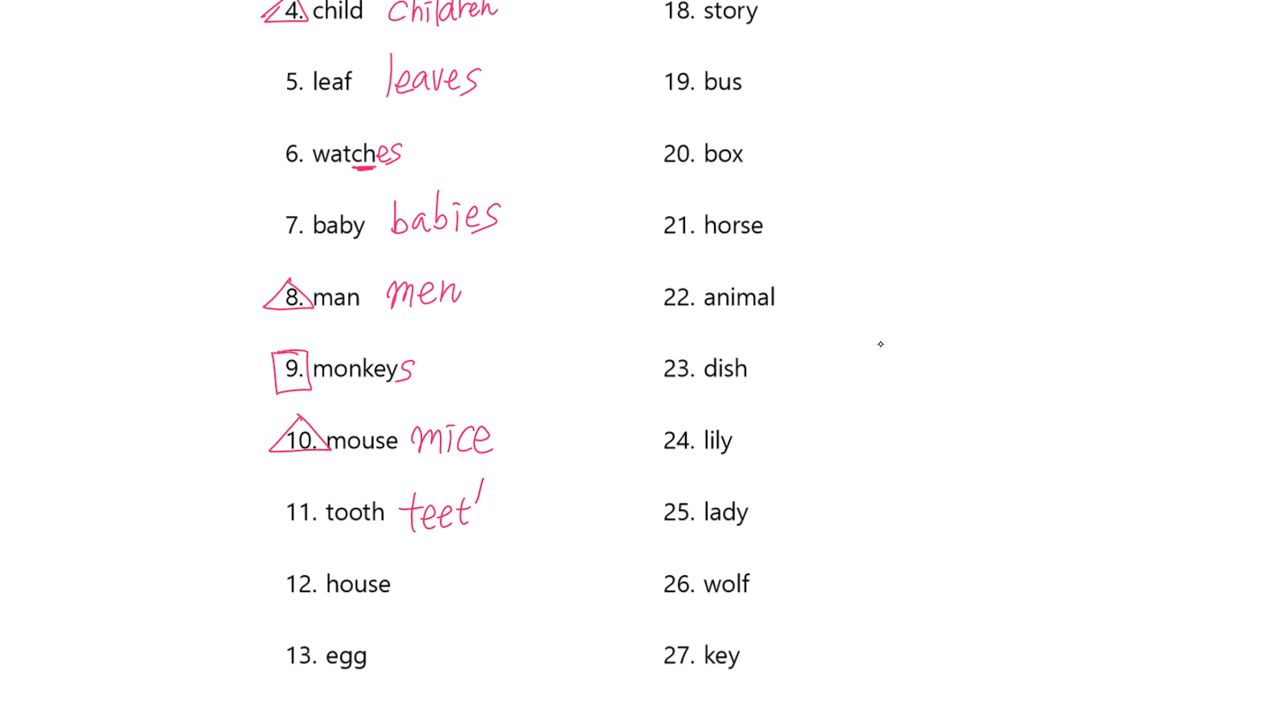 4. child children
5. leaf leaves
6. watches
7. baby babies
8. man men
9. monkeys
10. mouse mice
11. tooth teet
12. house
13. egg
18. story
19. bus
20. box
21. horse
22. animal
23. dish
24. lily
25. lady
26. wolf
27. key